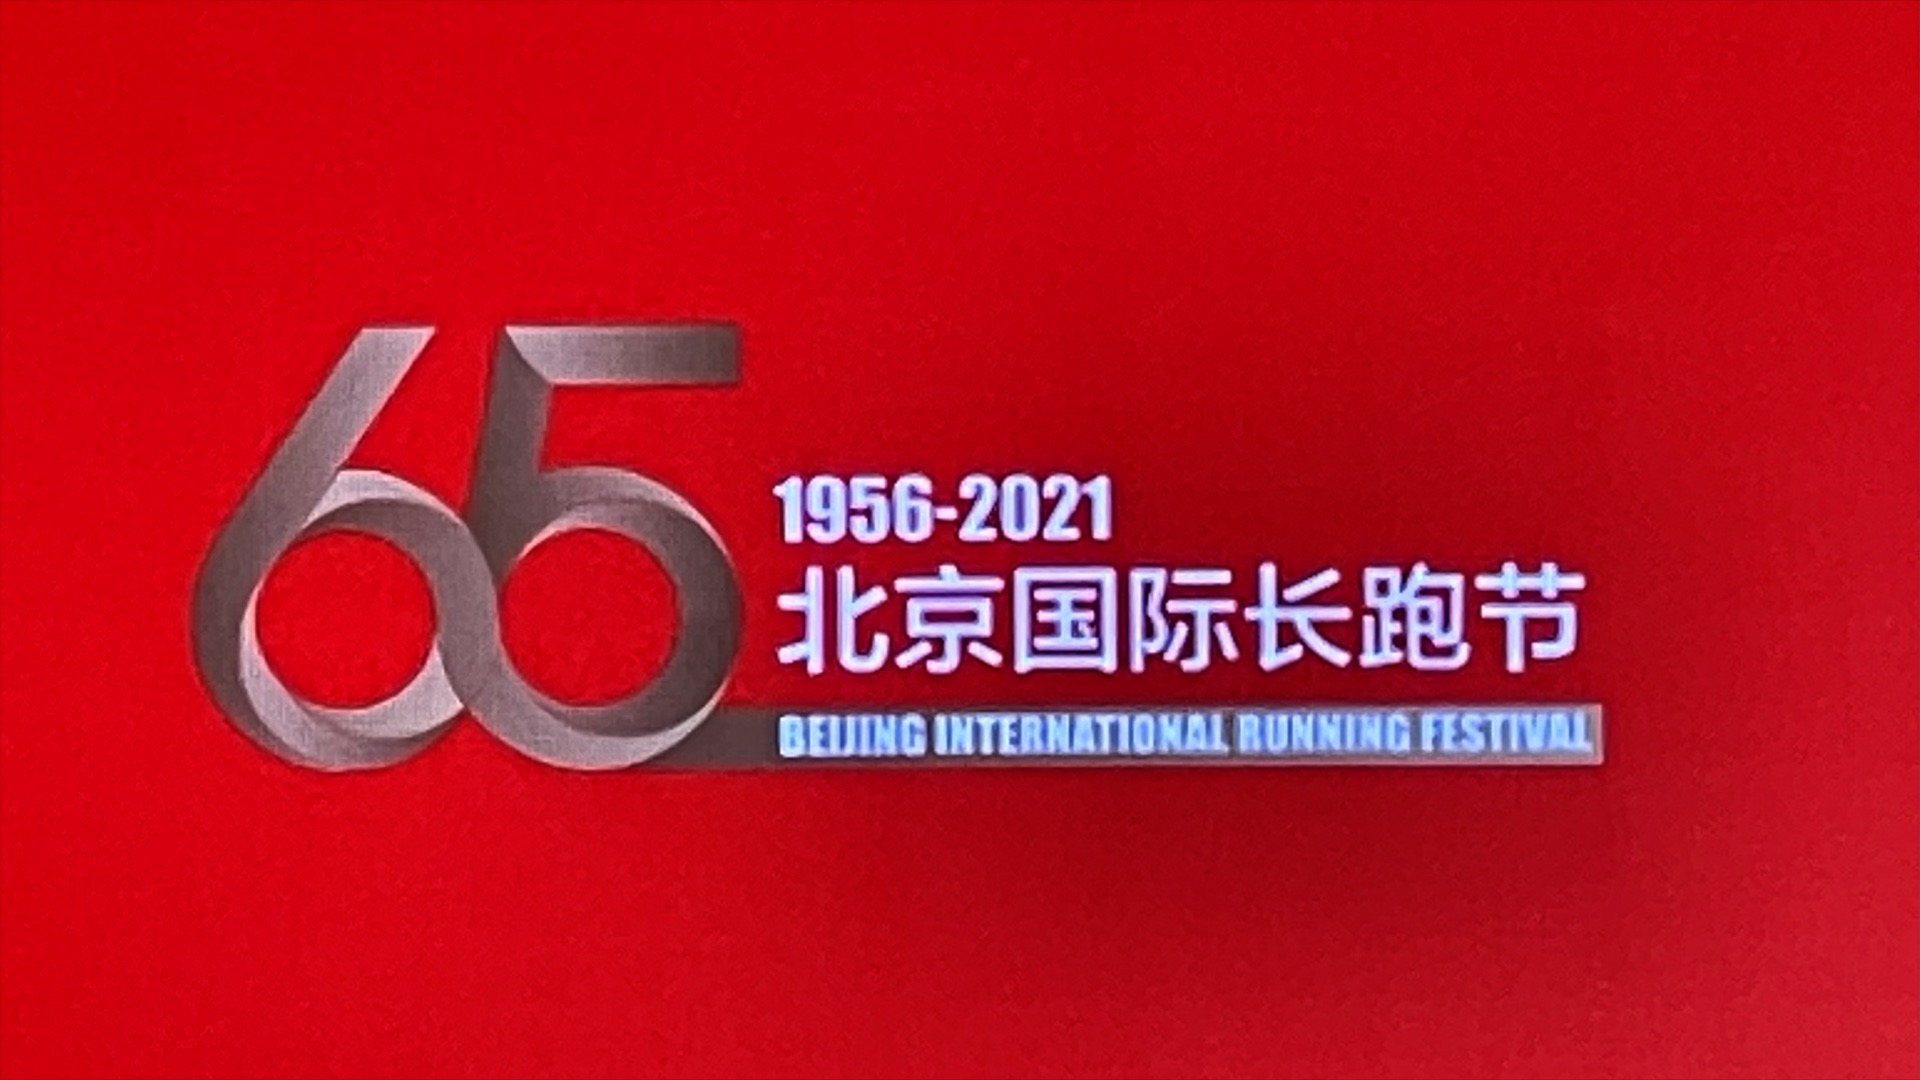 65
1956-2021
北京国际长跑节
BEIJING INTERNATIONAL RUNNING FESTIVAL